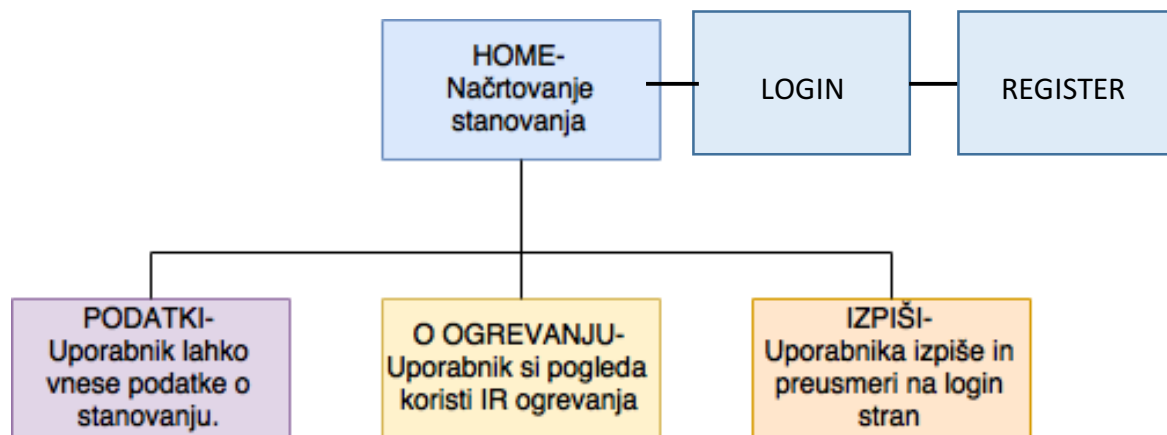 HOME-
Načrtovanje
stanovanja
LOGIN
REGISTER
PODATKI-
Uporabnik lahko
vnese podatke o
stanovanju.
O OGREVANJU-
Uporabnik si pogleda
koristi IR ogrevanja
IZPIŠI-
Uporabnika izpiše in
preusmeri na login
stran